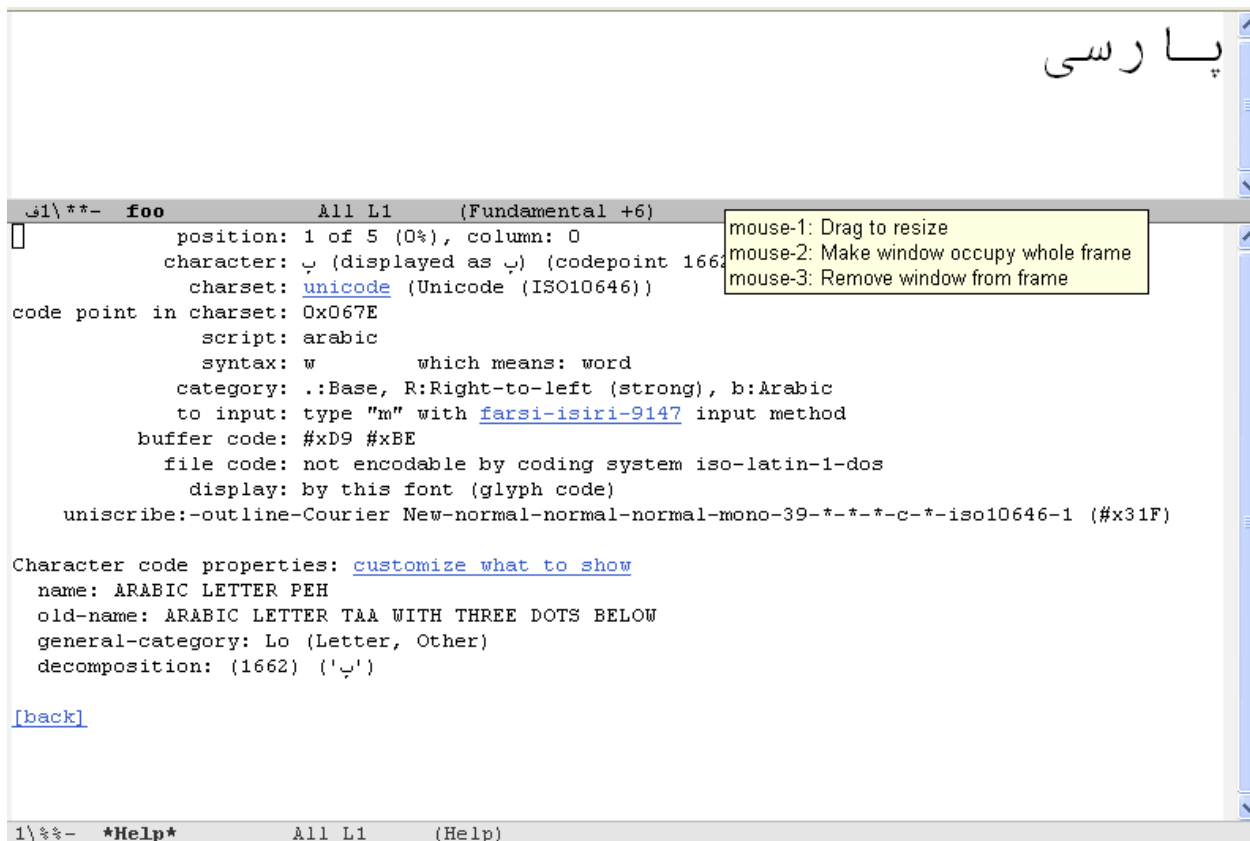 پارسی
ف1\**-  foo    All L1    (Fundamental +6)
mouse-1: Drag to resize
mouse-2: Make window occupy whole frame
mouse-3: Remove window from frame
position: 1 of 5 (0%), column: 0
character: پ (displayed as پ) (codepoint 1662
charset: unicode (Unicode (ISO10646))
code point in charset: 0x067E
script: arabic
syntax: w    which means: word
category: .:Base, R:Right-to-left (strong), b:Arabic
to input: type "m" with farsi-isiri-9147 input method
buffer code: #xD9 #xBE
file code: not encodable by coding system iso-latin-1-dos
display: by this font (glyph code)
uniscribe:-outline-Courier New-normal-normal-normal-mono-39-*-*-*-c-*-iso10646-1 (#x31F)
Character code properties: customize what to show
name: ARABIC LETTER PEH
old-name: ARABIC LETTER TAA WITH THREE DOTS BELOW
general-category: Lo (Letter, Other)
decomposition: (1662) ('پ')
[back]
1\%%-  *Help*    All L1    (Help)